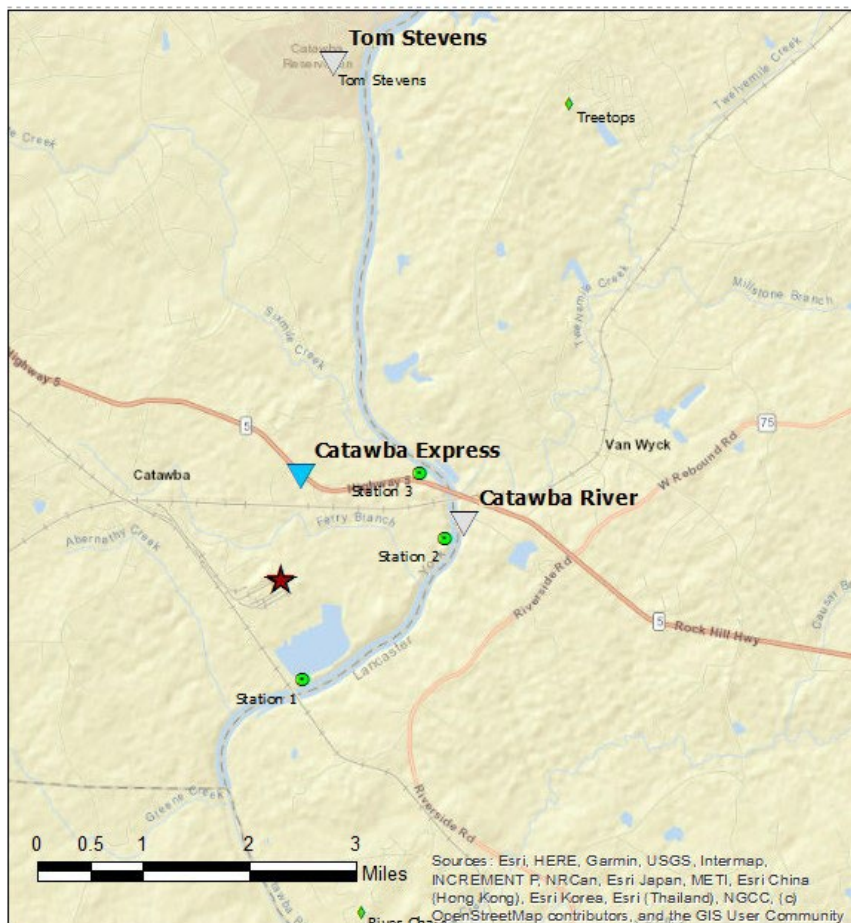 Tom Stevens
Catawba
Reservation
Tom Stevens
Treetops
Twelvemile Creek
Creek
Twelvemile Creek
Millstone Branch
Sixmile Creek
Highway 5
5
75
Van Wyck
W Rebound Rd
Catawba Express
Catawba
Highway 5
Station 3
Catawba River
Ferry Branch
Abernathy Creek
Station 2
York
Riverside Rd
5
Rock Hill Hwy
Lancaster
Station 1
Greene Creek
Riverside Rd
0 0.5 1 2 3
Miles
Sources: Esri, HERE, Garmin, USGS, Intermap,
INCREMENT P, NRCan, Esri Japan, METI, Esri China
(Hong Kong), Esri Korea, Esri (Thailand), NGCC, (c)
OpenStreetMap contributors, and the GIS User Community